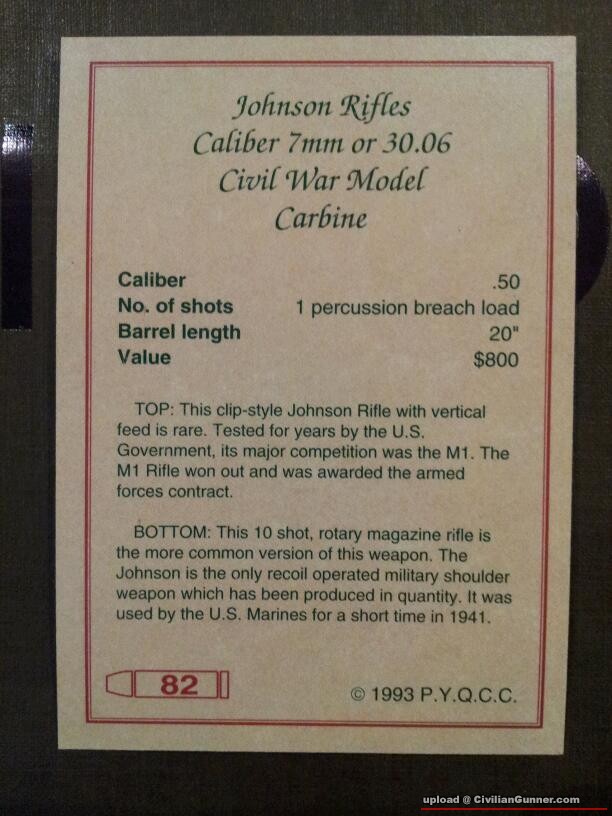 Johnson Rifles
Caliber 7mm or 30.06
Civil War Model
Carbine
Caliber .50
No. of shots 1 percussion breach load
Barrel length 20"
Value $800
TOP: This clip-style Johnson Rifle with vertical
feed is rare. Tested for years by the U.S.
Government, its major competition was the M1. The
M1 Rifle won out and was awarded the armed
forces contract.
BOTTOM: This 10 shot, rotary magazine rifle is
the more common version of this weapon. The
Johnson is the only recoil operated military shoulder
weapon which has been produced in quantity. It was
used by the U.S. Marines for a short time in 1941.
82
© 1993 P.Y.Q.C.C.
upload @ CivilianGunner.com